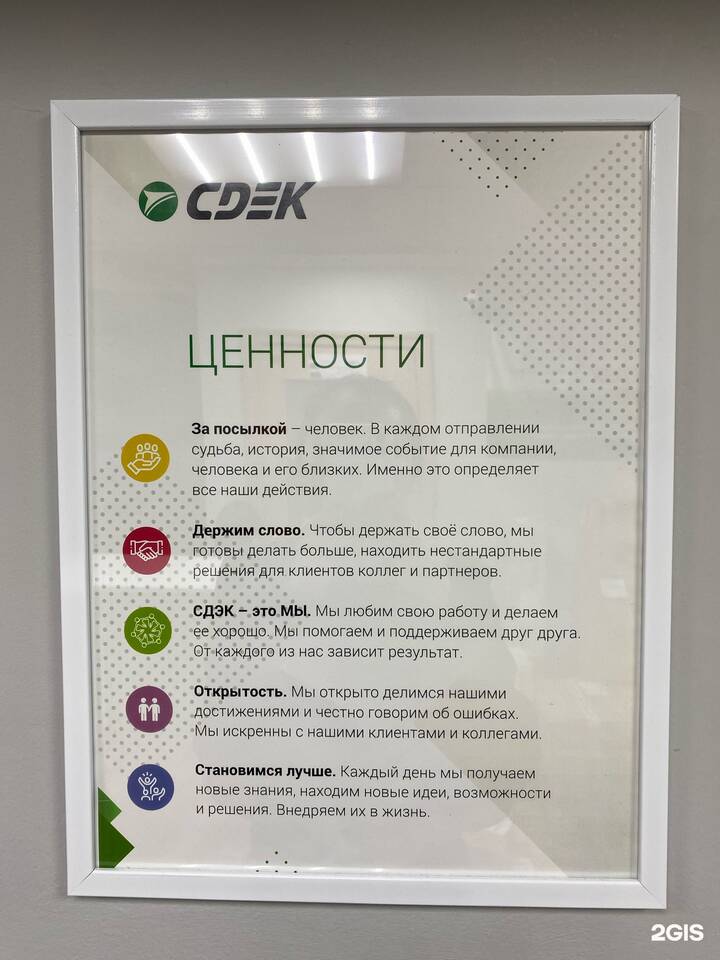 CDEK
ЦЕННОСТИ
За посылкой – человек. В каждом отправлении
судьба, история, значимое событие для компании,
человека и его близких. Именно это определяет
все наши действия.
Держим слово. Чтобы держать своё слово, мы
готовы делать больше, находить нестандартные
решения для клиентов коллег и партнеров.
СДЭК – это МЫ. Мы любим свою работу и делаем
ее хорошо. Мы помогаем и поддерживаем друг друга.
От каждого из нас зависит результат.
Открытость. Мы открыто делимся нашими
достижениями и честно говорим об ошибках.
Мы искренны с нашими клиентами и коллегами.
Становимся лучше. Каждый день мы получаем
новые знания, находим новые идеи, возможности
и решения. Внедряем их в жизнь.
2GIS